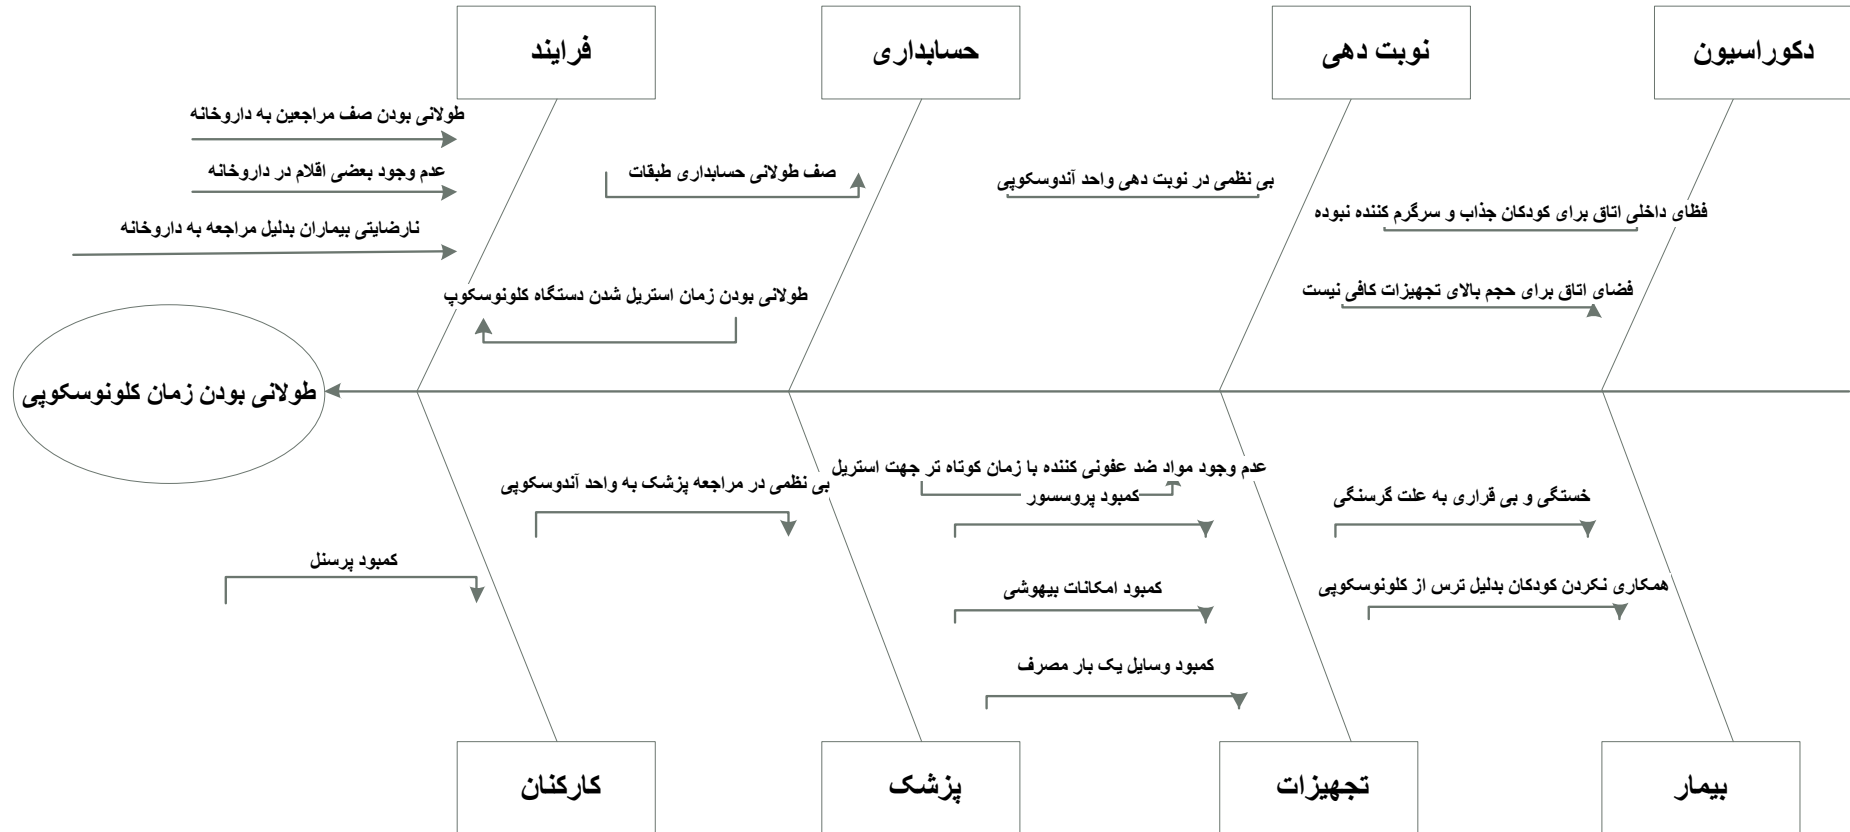 دکوراسیون
نوبت دهی
حسابداری
فرایند
طولانی بودن صف مراجعین به داروخانه
عدم وجود بعضی اقلام در داروخانه
نارضایتی بیماران بدلیل مراجعه به داروخانه
صف طولانی حسابداری طبقات
بی نظمی در نوبت دهی واحد آندوسکوپی
فظای داخلی اتاق برای کودکان جذاب و سرگرم کننده نبوده
فضای اتاق برای حجم بالای تجهیزات کافی نیست
طولانی بودن زمان استریل شدن دستگاه کلونوسکوپ
طولانی بودن زمان کلونوسکوپی
عدم وجود مواد ضد عفونی کننده با زمان کوتاه تر جهت استریل
کمبود پروسسور
بی نظمی در مراجعه پزشک به واحد آندوسکوپی
خستگی و بی قراری به علت گرسنگی
کمبود پرسنل
کمبود امکانات بیهوشی
همکاری نکردن کودکان بدلیل ترس از کلونوسکوپی
کمبود وسایل یک بار مصرف
بیمار
تجهیزات
پزشک
کارکنان